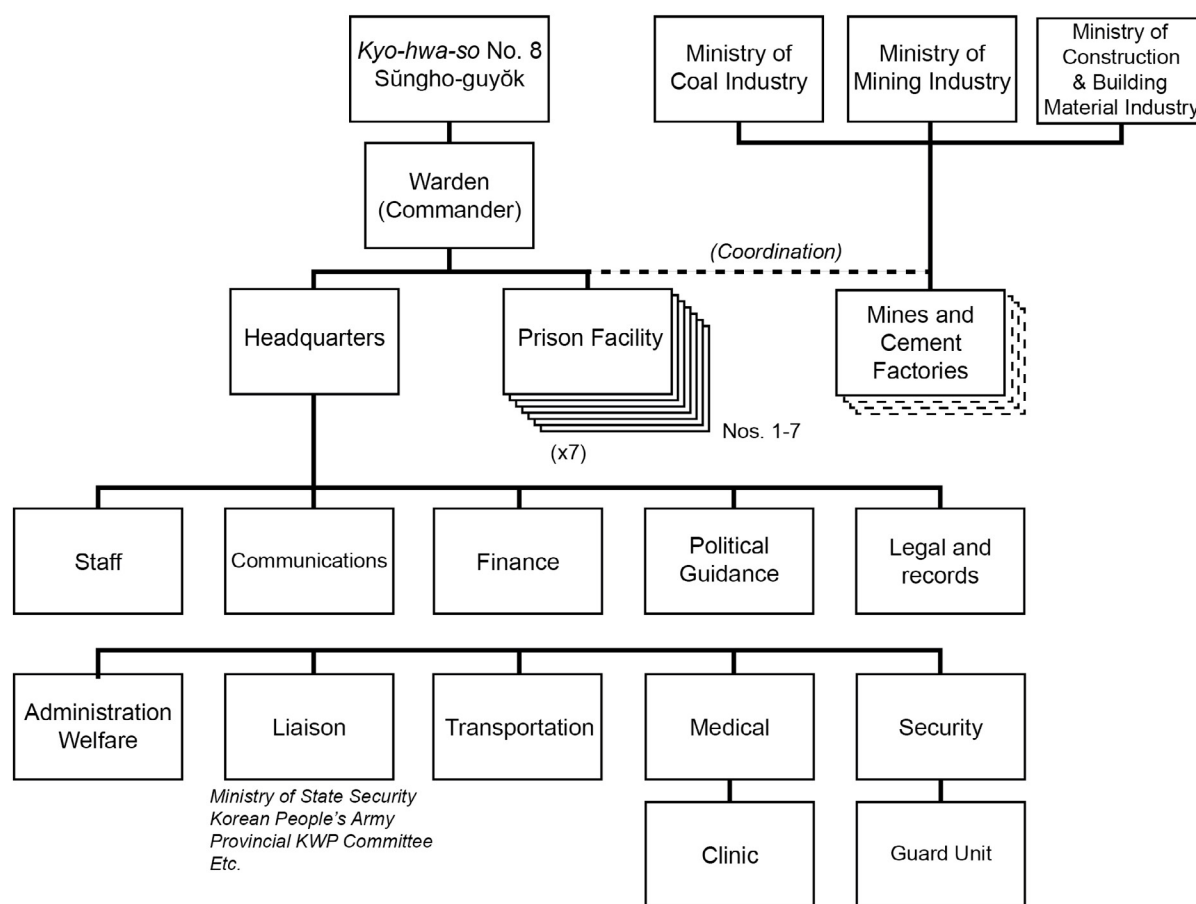 Kyo-hwa-so No. 8
Sŭngho-guyŏk
Ministry of
Coal Industry
Ministry of
Mining Industry
Ministry of
Construction
& Building
Material Industry
Warden
(Commander)
(Coordination)
Headquarters
Prison Facility
Mines and
Cement
Factories
(x7)
Nos. 1-7
Staff
Communications
Finance
Political
Guidance
Legal and
records
Administration
Welfare
Liaison
Transportation
Medical
Security
Ministry of State Security
Korean People’s Army
Provincial KWP Committee
Etc.
Clinic
Guard Unit